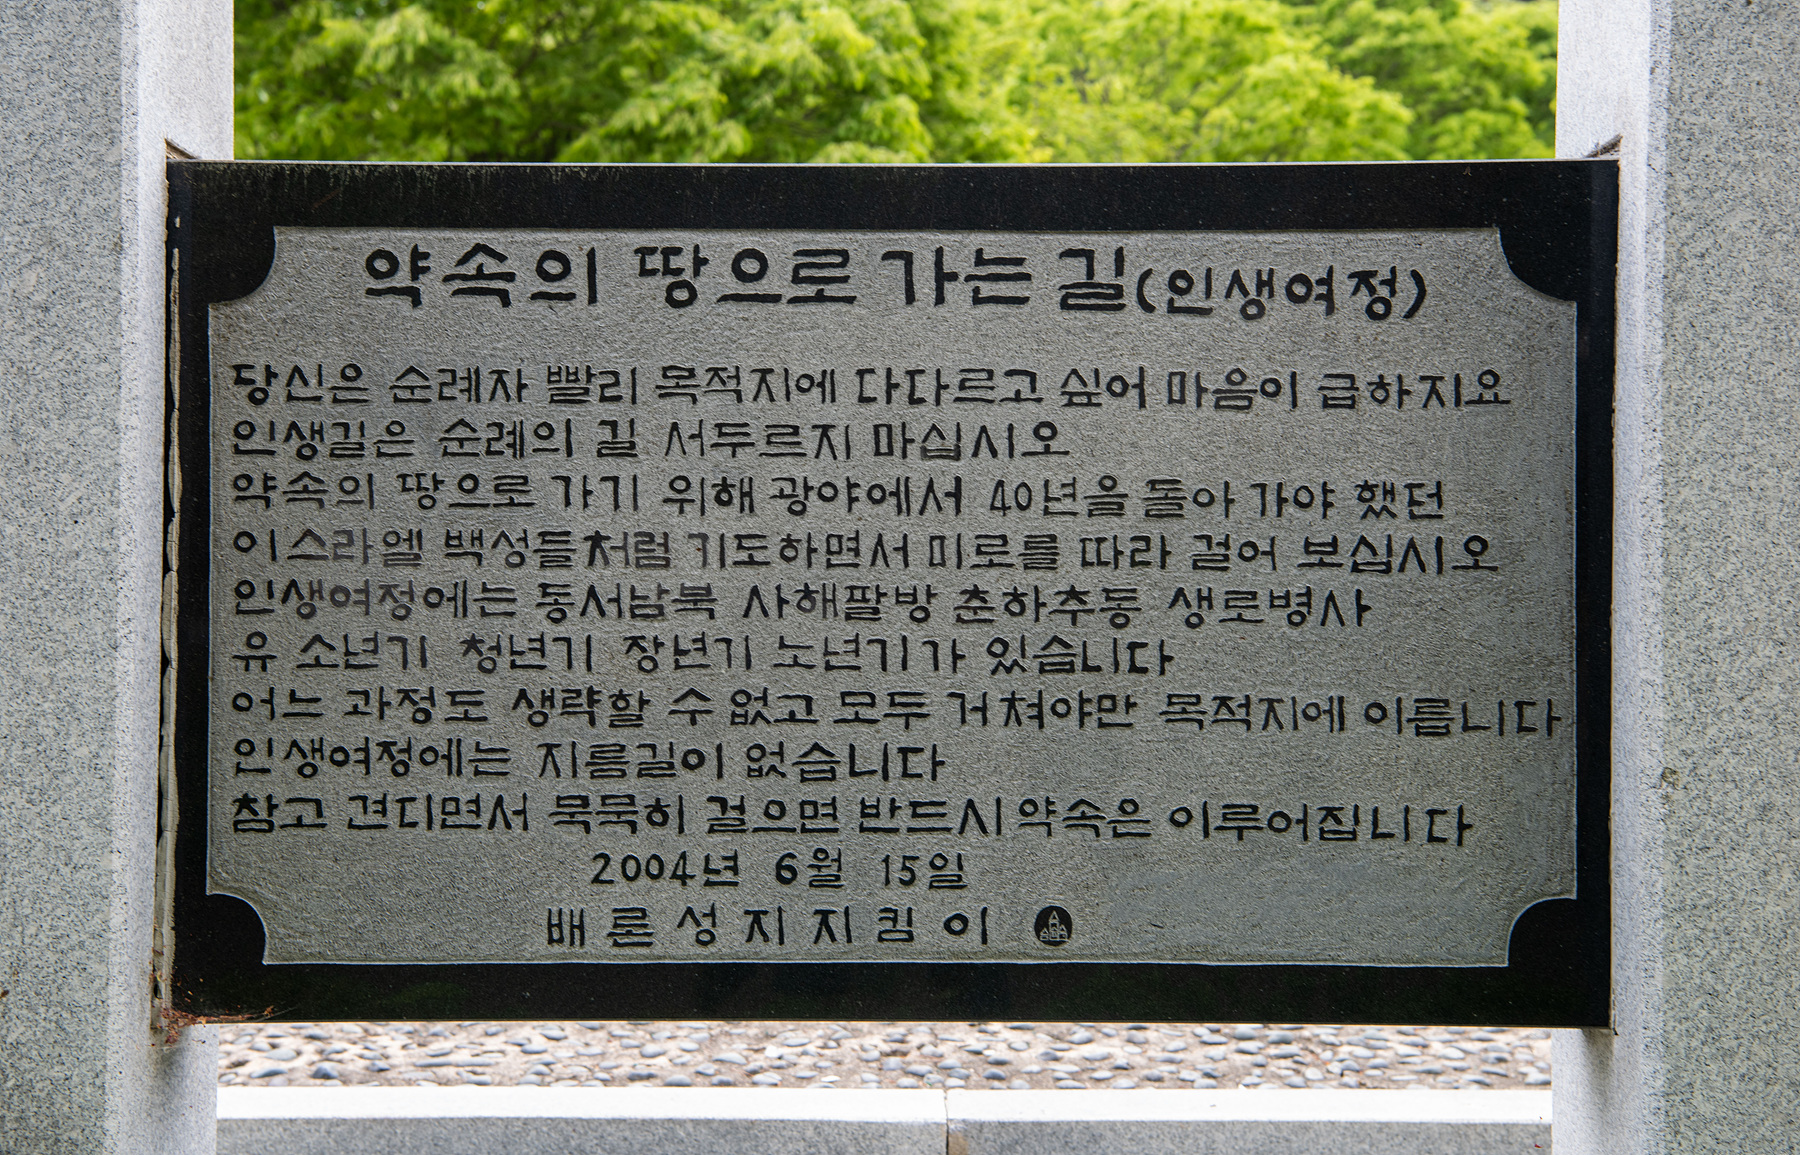 약속의 땅으로 가는 길(인생여정)
당신은 순례자 빨리 목적지에 다다르고 싶어 마음이 급하지요
인생길은 순례의 길 서두르지 마십시오
약속의 땅으로 가기 위해 광야에서 40년을 돌아 가야 했던
이스라엘 백성들처럼 기도하면서 미로를 따라 걸어 보십시오
인생여정에는 동서남북 사해팔방 춘하추동 생로병사
유 소년기 청년기 장년기 노년기가 있습니다
어느 과정도 생략할 수 없고 모두 거쳐야만 목적지에 이릅니다
인생여정에는 지름길이 없습니다
참고 견디면서 묵묵히 걸으면 반드시 약속은 이루어집니다
2004년 6월 15일
배론성지지킴이